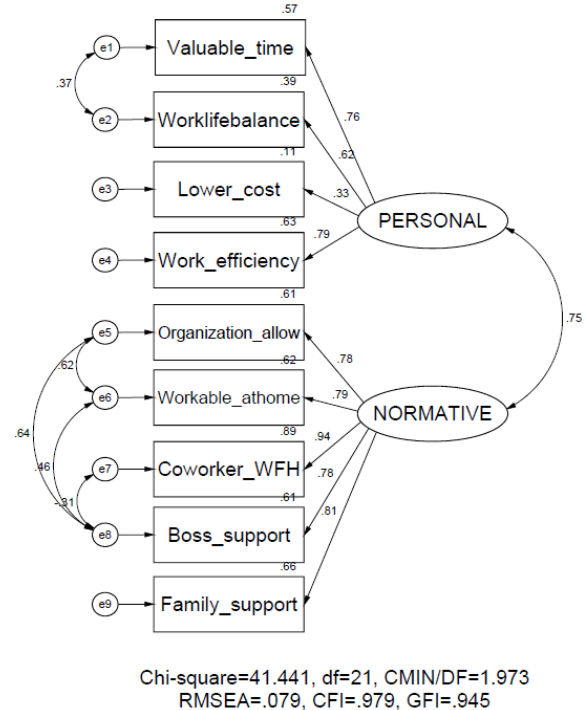 .57
e1
Valuable_time
.39
.37
.76
e2
Worklifebalance
.11
.62
e3
Lower_cost
.33
.63
PERSONAL
.79
e4
Work_efficiency
.61
.75
e5
Organization_allow
.62
.78
.62
e6
Workable_athome
.79
NORMATIVE
.89
.64
.94
.46
e7
Coworker_WFH
.78
.61
-.31
.81
e8
Boss_support
.66
e9
Family_support
Chi-square=41.441, df=21, CMIN/DF=1.973
RMSEA=.079, CFI=.979, GFI=.945